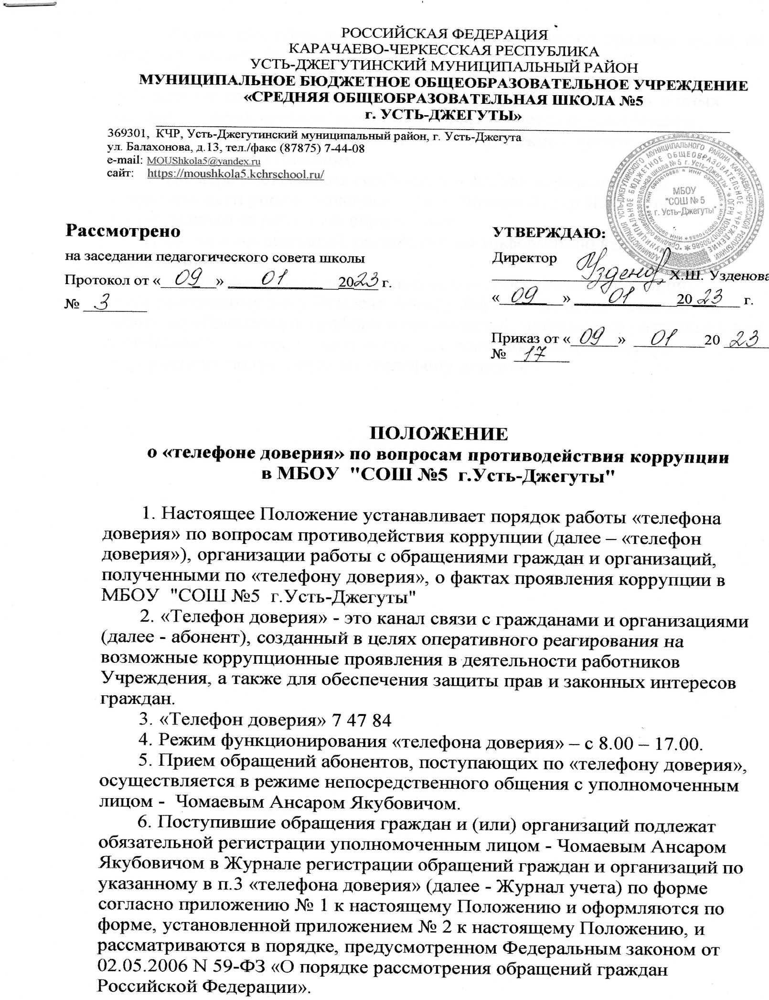 РОССИЙСКАЯ ФЕДЕРАЦИЯ
КАРАЧАЕВО-ЧЕРКЕССКАЯ РЕСПУБЛИКА
УСТЬ-ДЖЕГУТИНСКИЙ МУНИЦИПАЛЬНЫЙ РАЙОН
МУНИЦИПАЛЬНОЕ БЮДЖЕТНОЕ ОБЩЕОБРАЗОВАТЕЛЬНОЕ УЧРЕЖДЕНИЕ
«СРЕДНЯЯ ОБЩЕОБРАЗОВАТЕЛЬНАЯ ШКОЛА №5
г. УСТЬ-ДЖЕГУТЫ»
369301, КЧР, Усть-Джегутинский муниципальный район, г. Усть-Джегута
ул. Балахонова, д.13, тел./факс (87875) 7-44-08
e-mail: MOUShkola5@yandex.ru
сайт: https://moushkola5.kchrschool.ru/
МБОУ
"СОШ № 5
г. Усть-Джегуты"
Рассмотрено
на заседании педагогического совета школы
Протокол от « 09 » 01 2023 г.
№ 3
УТВЕРЖДАЮ:
Директор
Х.Ш. Узденова
« 09 » 01 20 23 г.
Приказ от « 09 » 01 20 23
№ 17
ПОЛОЖЕНИЕ
о «телефоне доверия» по вопросам противодействия коррупции
в МБОУ "СОШ №5 г.Усть-Джегуты"
1. Настоящее Положение устанавливает порядок работы «телефона
доверия» по вопросам противодействия коррупции (далее – «телефон
доверия»), организации работы с обращениями граждан и организаций,
полученными по «телефону доверия», о фактах проявления коррупции в
МБОУ "СОШ №5 г.Усть-Джегуты"
2. «Телефон доверия» - это канал связи с гражданами и организациями
(далее - абонент), созданный в целях оперативного реагирования на
возможные коррупционные проявления в деятельности работников
Учреждения, а также для обеспечения защиты прав и законных интересов
граждан.
3. «Телефон доверия» 7 47 84
4. Режим функционирования «телефона доверия» – с 8.00 – 17.00.
5. Прием обращений абонентов, поступающих по «телефону доверия»,
осуществляется в режиме непосредственного общения с уполномоченным
лицом - Чомаевым Ансаром Якубовичом.
6. Поступившие обращения граждан и (или) организаций подлежат
обязательной регистрации уполномоченным лицом - Чомаевым Ансаром
Якубовичом в Журнале регистрации обращений граждан и организаций по
указанному в п.3 «телефона доверия» (далее - Журнал учета) по форме
согласно приложению № 1 к настоящему Положению и оформляются по
форме, установленной приложением № 2 к настоящему Положению, и
рассматриваются в порядке, предусмотренном Федеральным законом от
02.05.2006 N 59-ФЗ «О порядке рассмотрения обращений граждан
Российской Федерации».